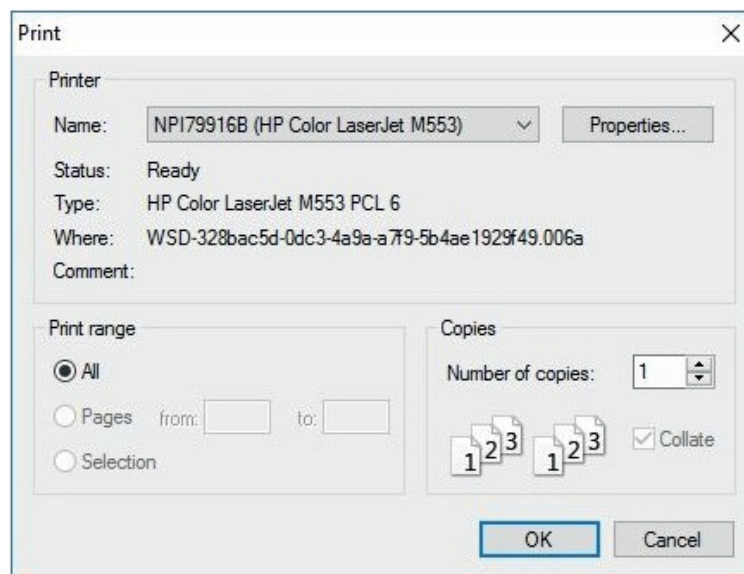 Print
Printer
Name: NPI79916B (HP Color LaserJet M553) Properties...
Status: Ready
Type: HP Color LaserJet M553 PCL 6
Where: WSD-328bac5d-0dc3-4a9a-a7f9-5b4ae1929f49.006a
Comment:
Print range
All
Pages from: to:
Selection
Copies
Number of copies: 1
1 2 3 1 2 3 Collate
OK Cancel